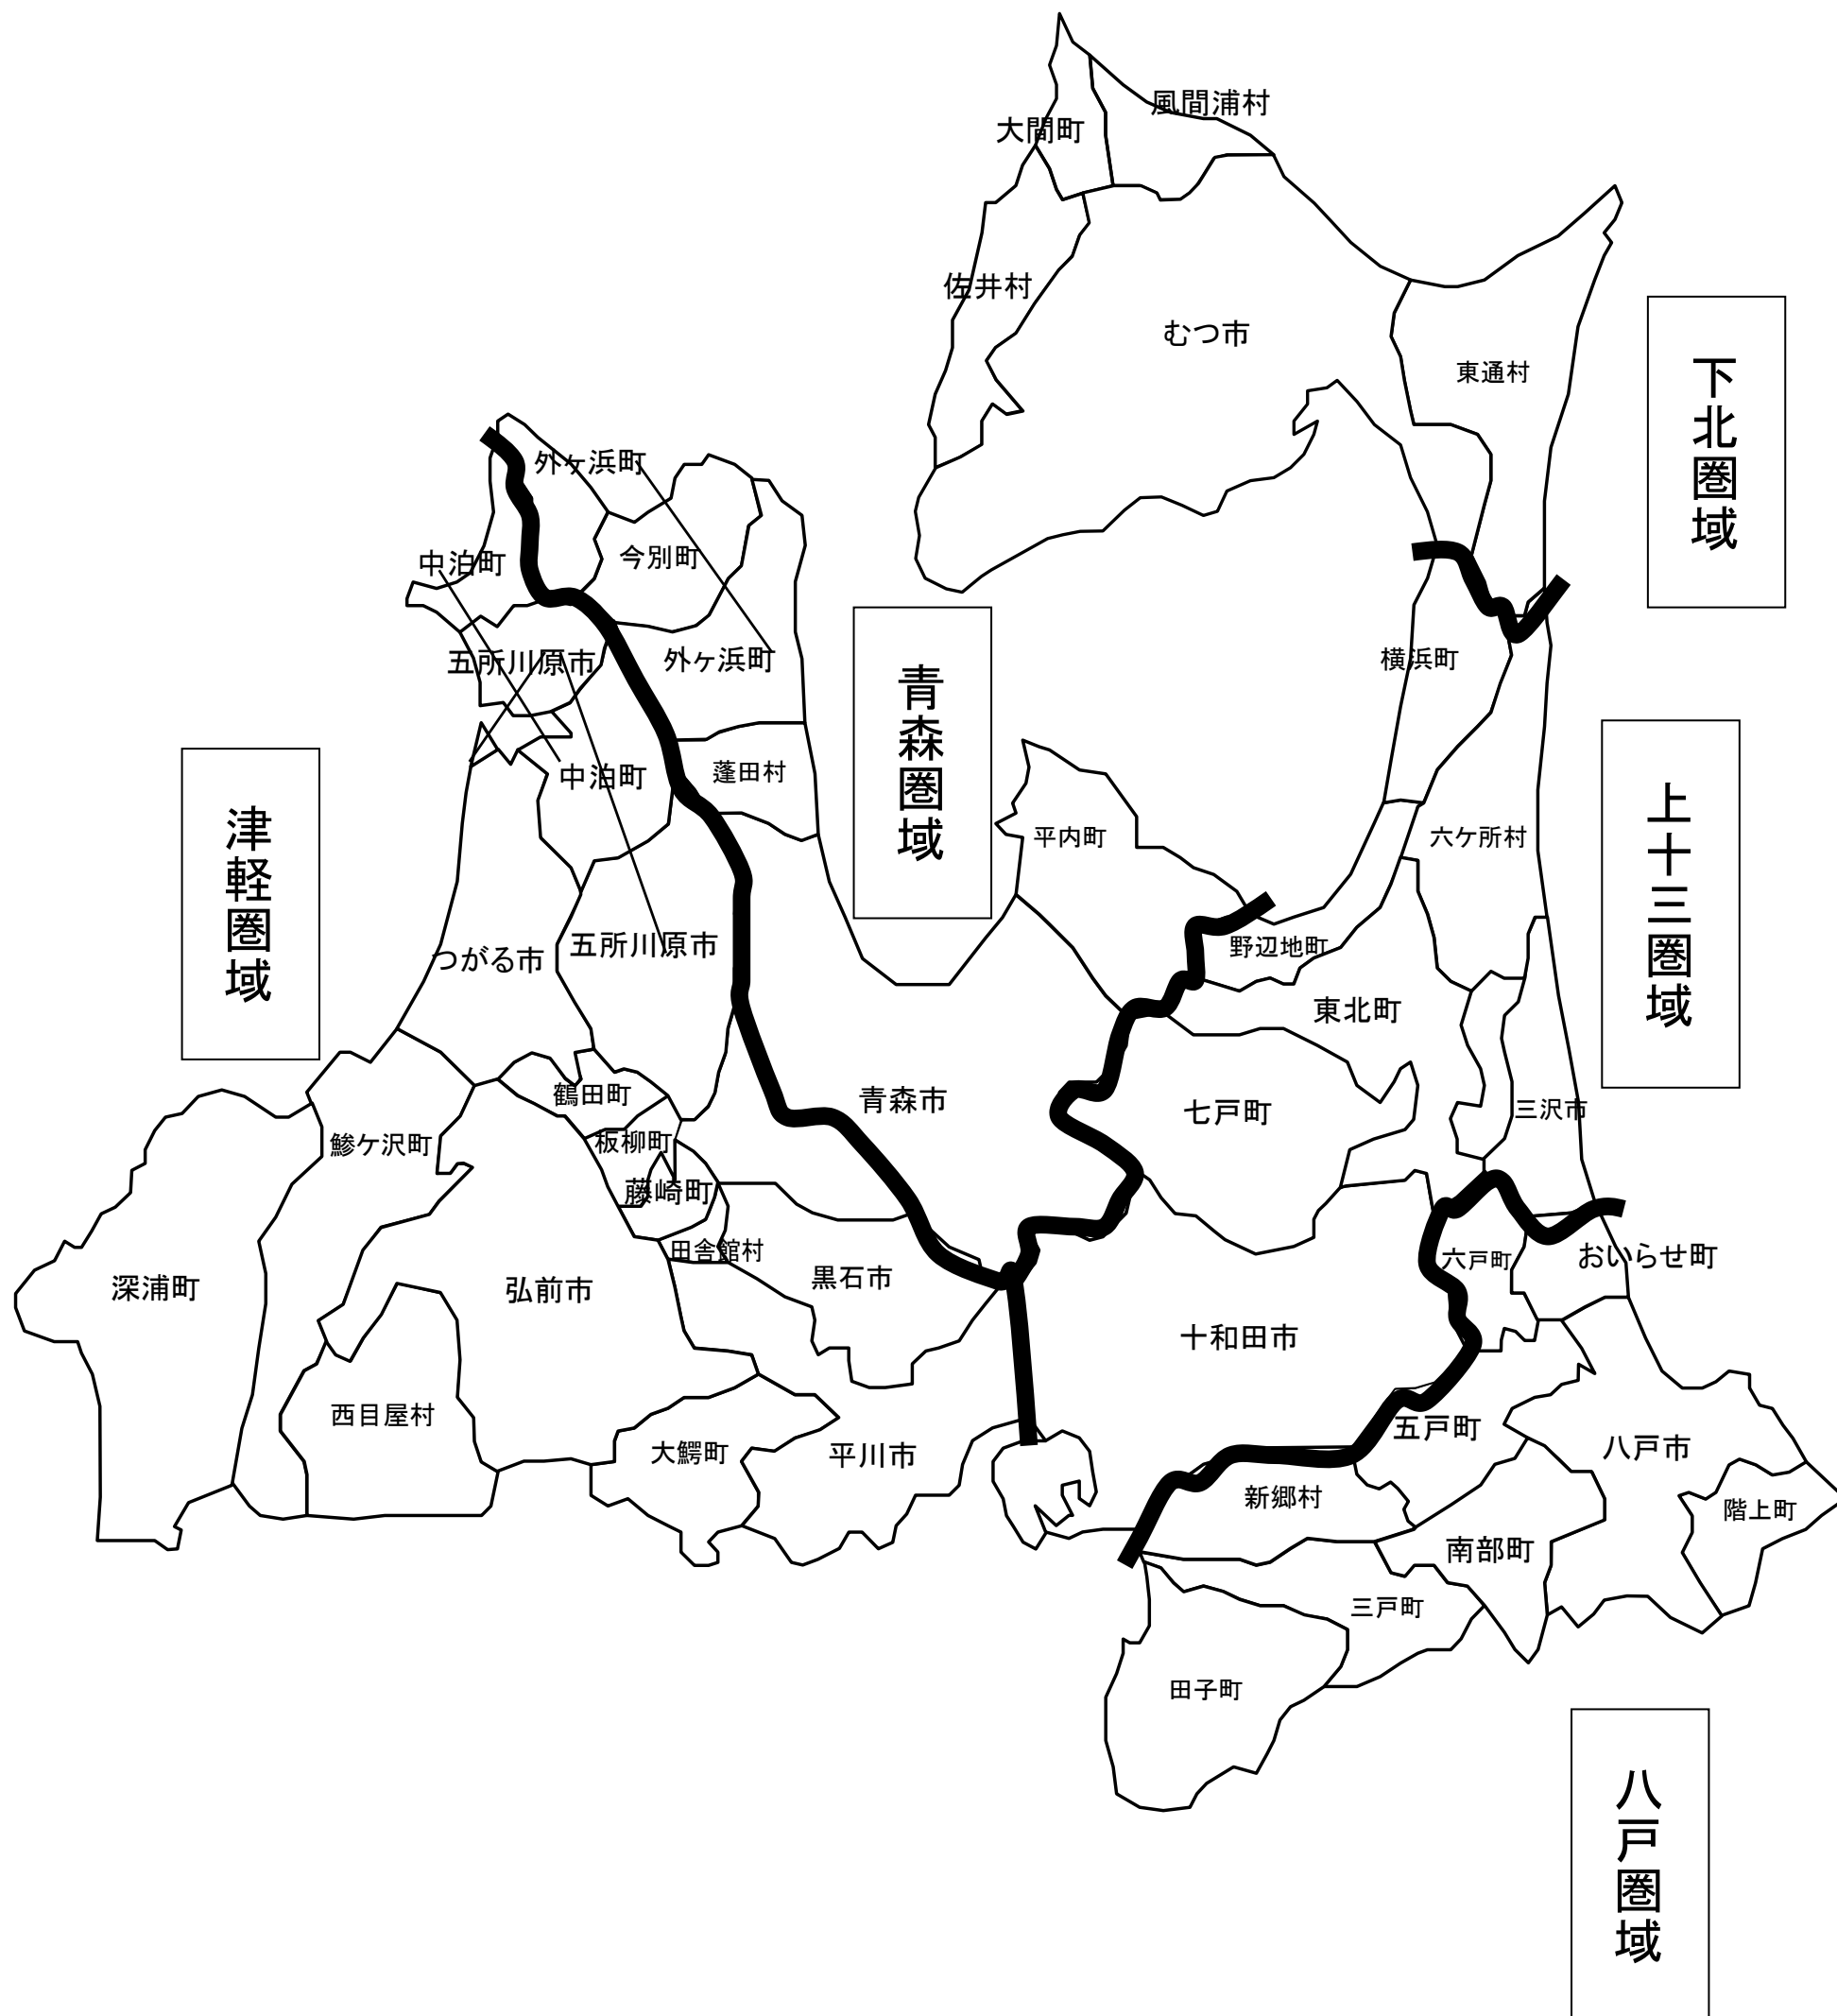 風間浦村
大間町
佐井村
むつ市
東通村
下北圏域
外ヶ浜町
今別町
中泊町
五所川原市
外ヶ浜町
横浜町
青森圏域
上十三圏域
蓬田村
中泊町
津軽圏域
平内町
六ケ所村
つがる市
五所川原市
野辺地町
東北町
鶴田町
青森市
七戸町
三沢市
鰺ケ沢町
板柳町
藤崎町
田舎館村
黒石市
六戸町
おいらせ町
深浦町
弘前市
十和田市
西目屋村
大鰐町
平川市
五戸町
八戸市
新郷村
階上町
南部町
三戸町
田子町
八戸圏域